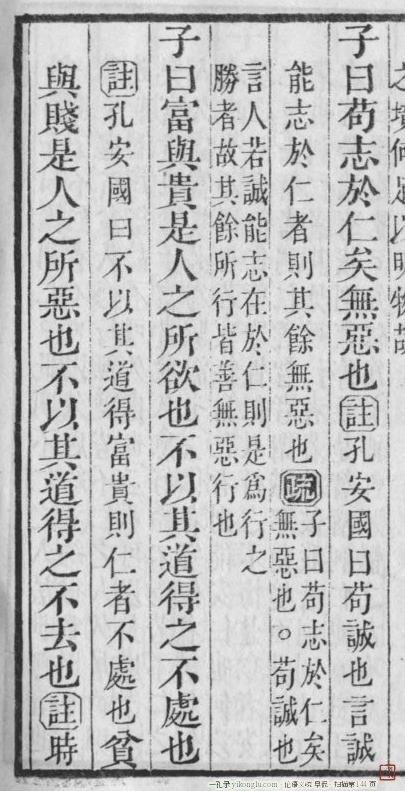 子曰苟志於仁矣無惡也註孔安國曰苟誠也言誠
能志於仁者則其餘無惡也疏
子曰苟志於仁矣
無惡也。苟誠也
言人若誠能志在於仁則是爲行之
勝者故其餘所行皆善無惡行也
子曰富與貴是人之所欲也不以其道得之不處也
註孔安國曰不以其道得富貴則仁者不處也貧
與賤是人之所惡也不以其道得之不去也註時
yikonglu.com